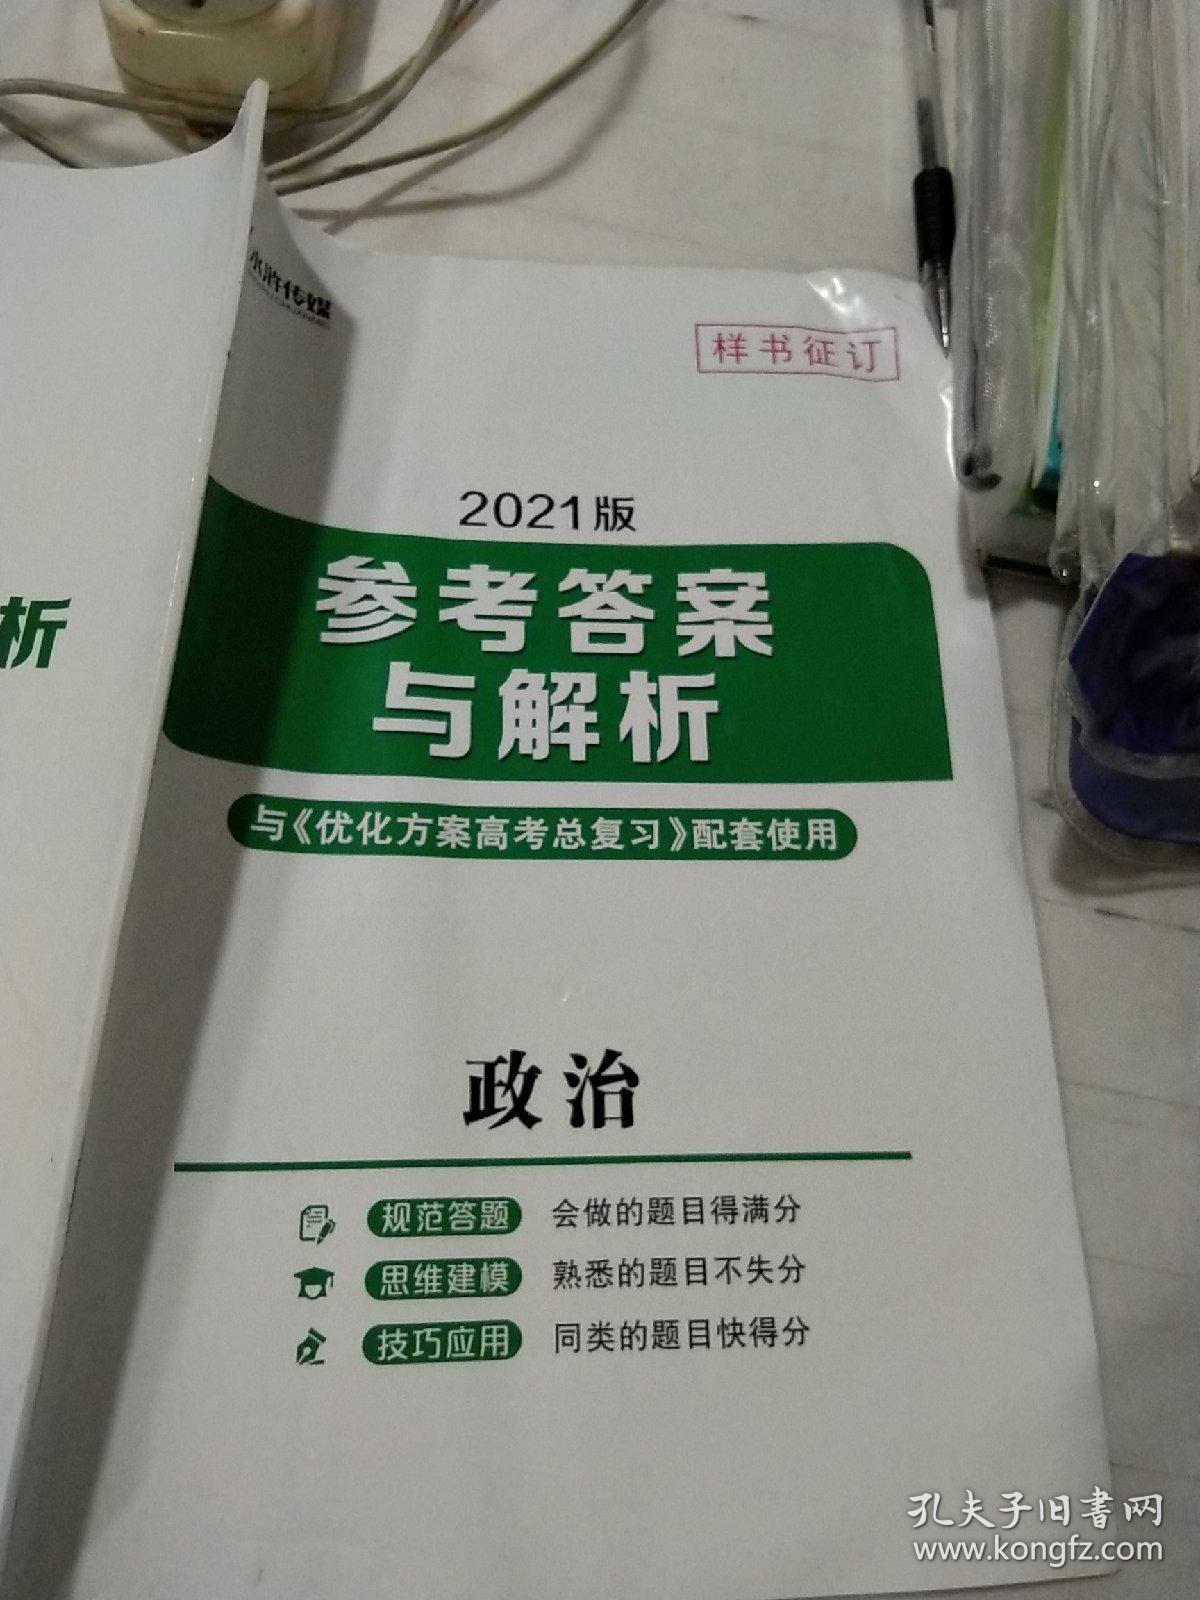 水浒传媒
样书征订
2021版
参考答案
与解析
与《优化方案高考总复习》配套使用
政治
规范答题 会做的题目得满分
思维建模 熟悉的题目不失分
技巧应用 同类的题目快得分
析
孔夫子旧书网
www.kongfz.com